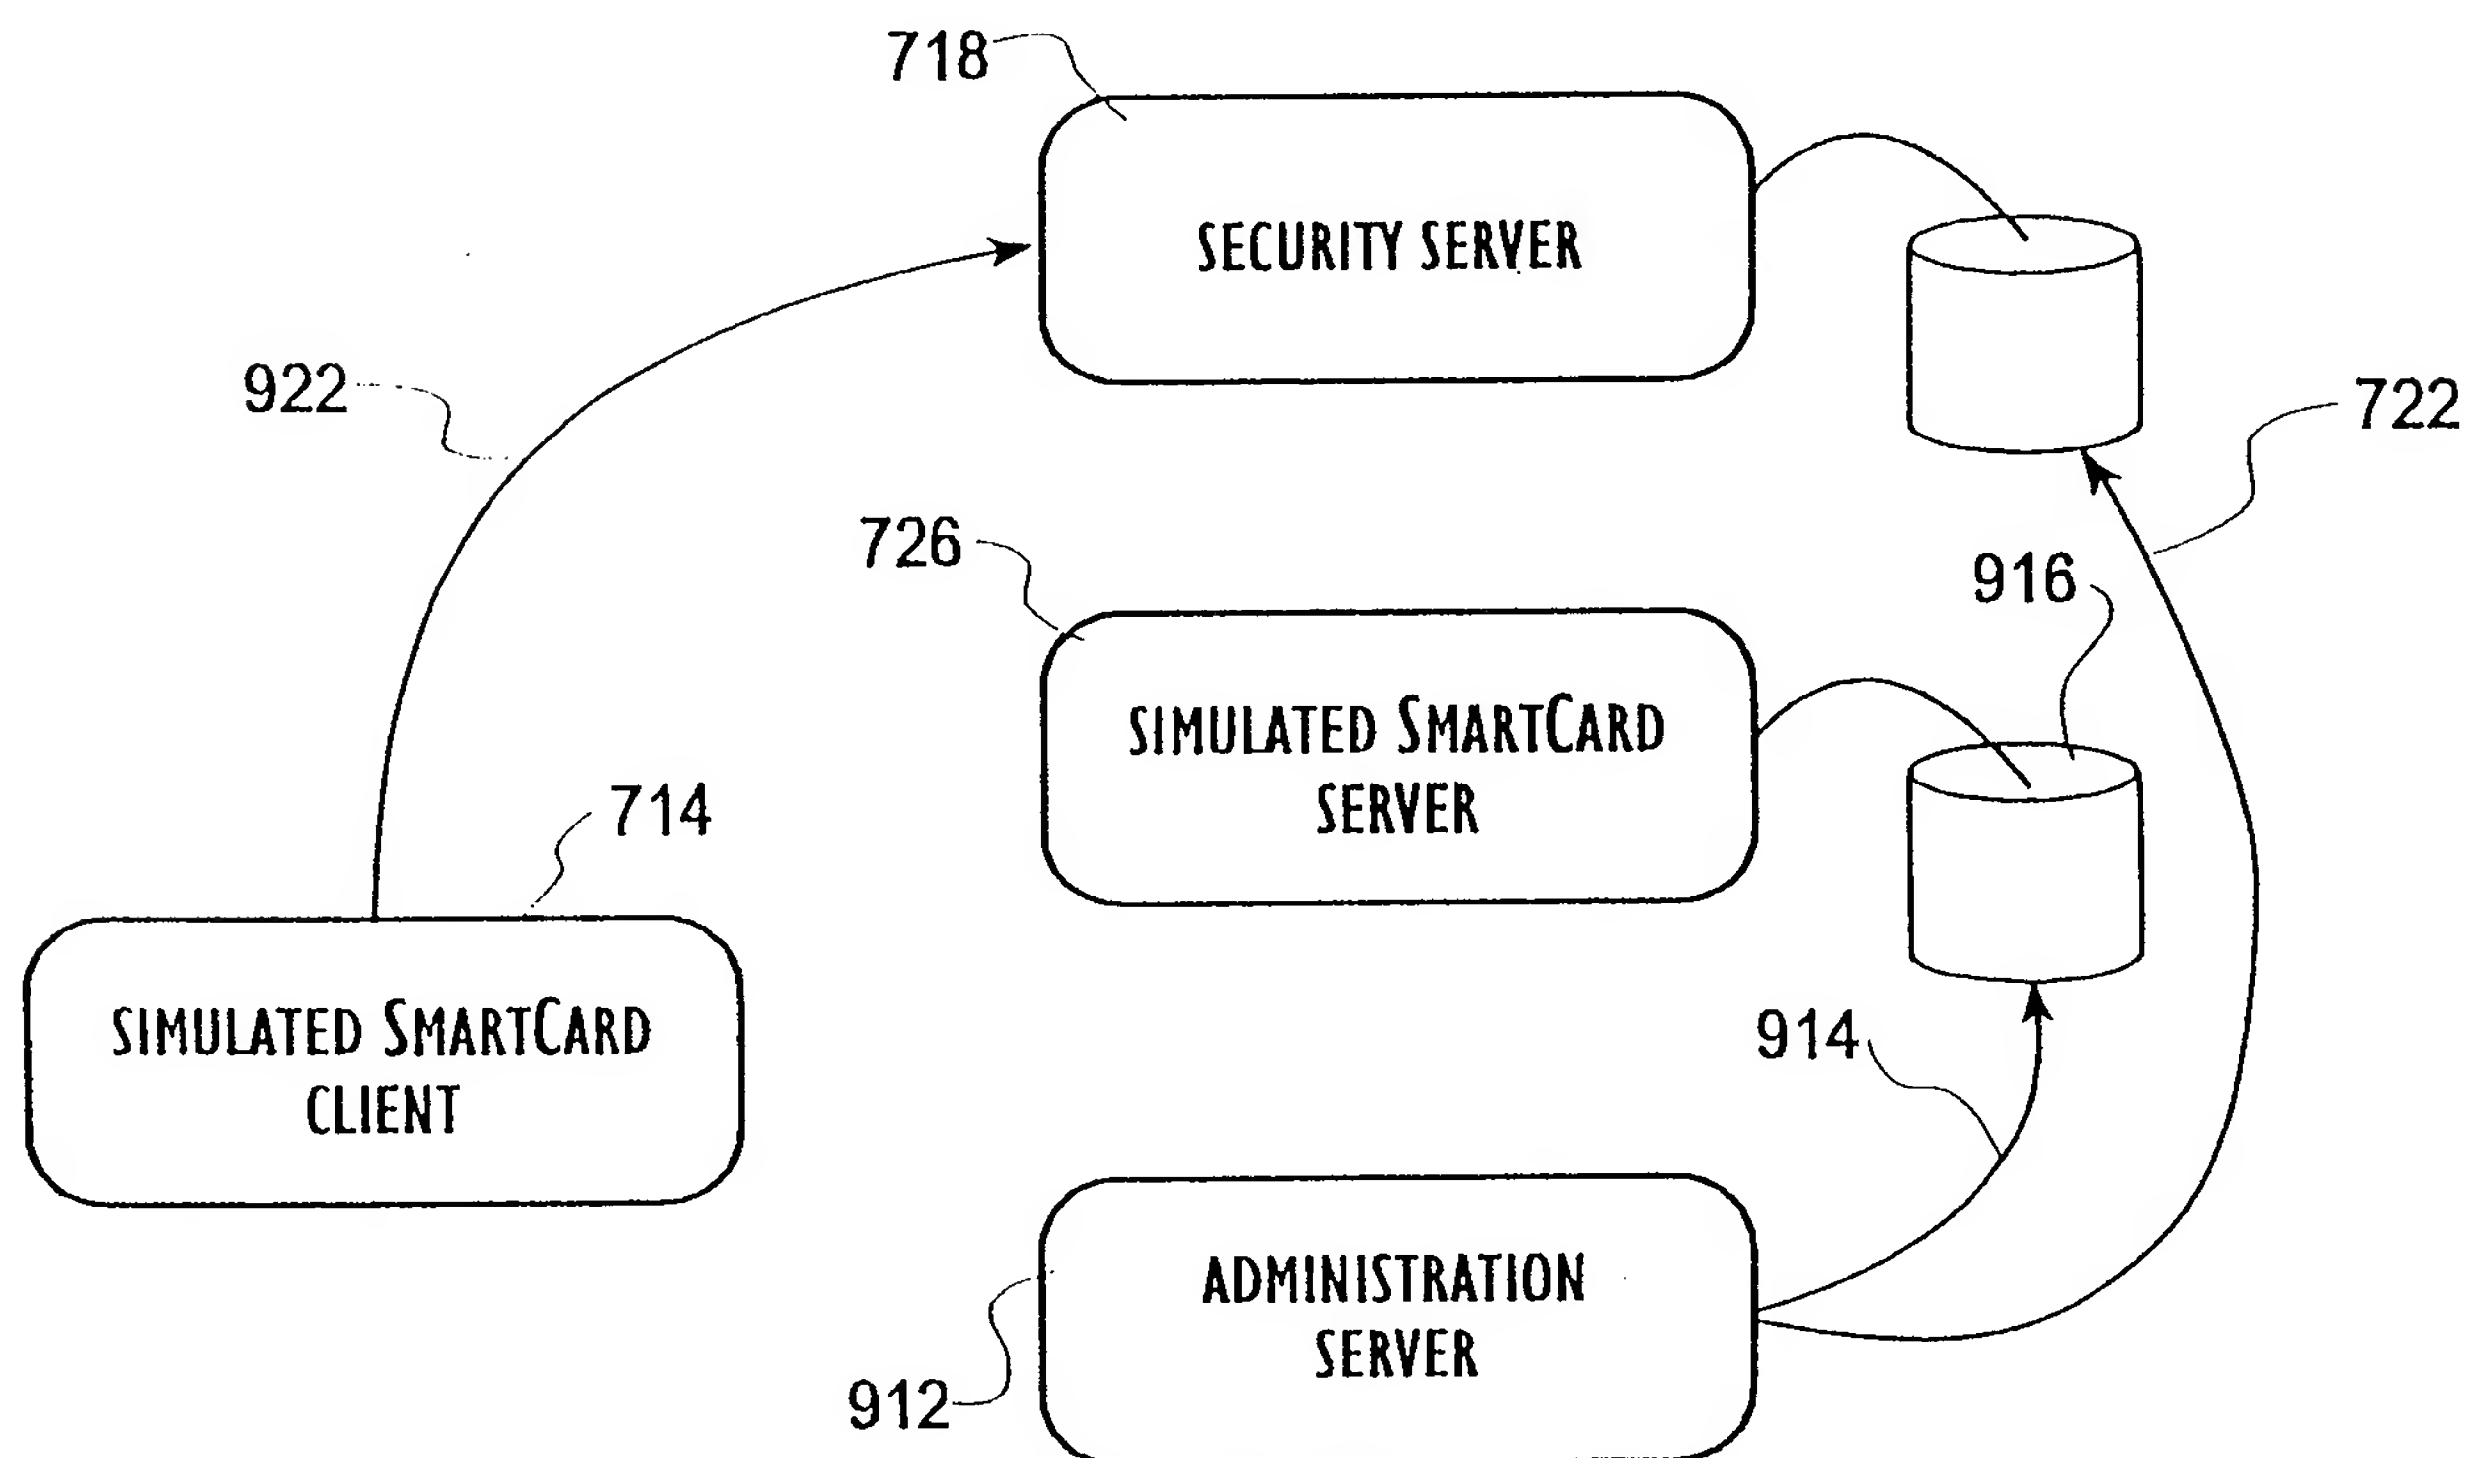 718
SECURITY SERVER
922
722
726
916
SIMULATED SMARTCARD
SERVER
714
SIMULATED SMARTCARD
CLIENT
914
ADMINISTRATION
SERVER
912